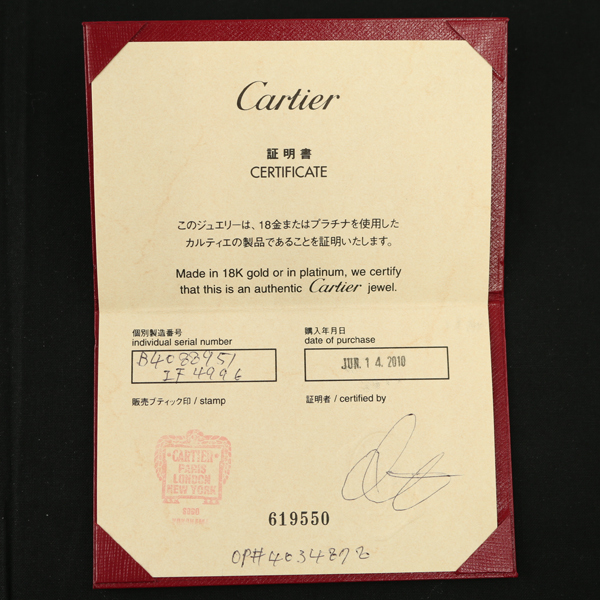 Cartier
証明書
CERTIFICATE
このジュエリーは、18金またはプラチナを使用した
カルティエの製品であることを証明いたします。
Made in 18K gold or in platinum, we certify
that this is an authentic Cartier jewel.
個別製造番号
individual serial number
B4088951
IF4996
購入年月日
date of purchase
JUN. 14. 2010
販売ブティック印 / stamp
証明者 / certified by
CARTIER
PARIS
LONDON
NEW YORK
619550
OP#4034872